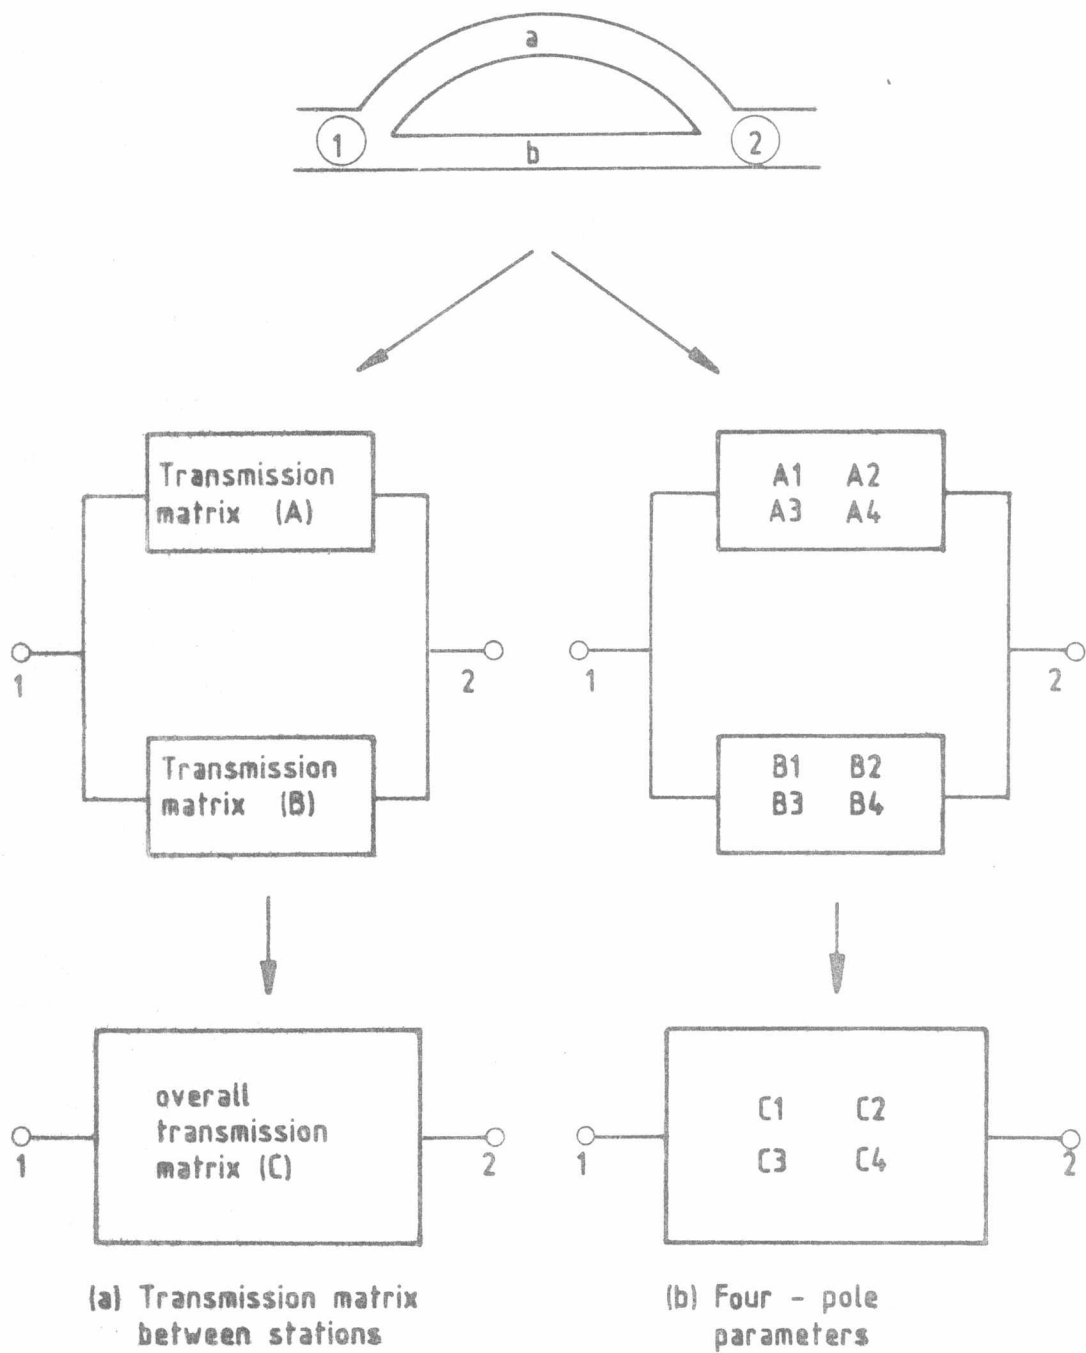 a
1
2
b
Transmission
matrix (A)
A1 A2
A3 A4
1
2
1
2
Transmission
matrix (B)
B1 B2
B3 B4
overall
transmission
matrix (C)
C1 C2
C3 C4
1
2
1
2
(a) Transmission matrix
between stations
(b) Four - pole
parameters